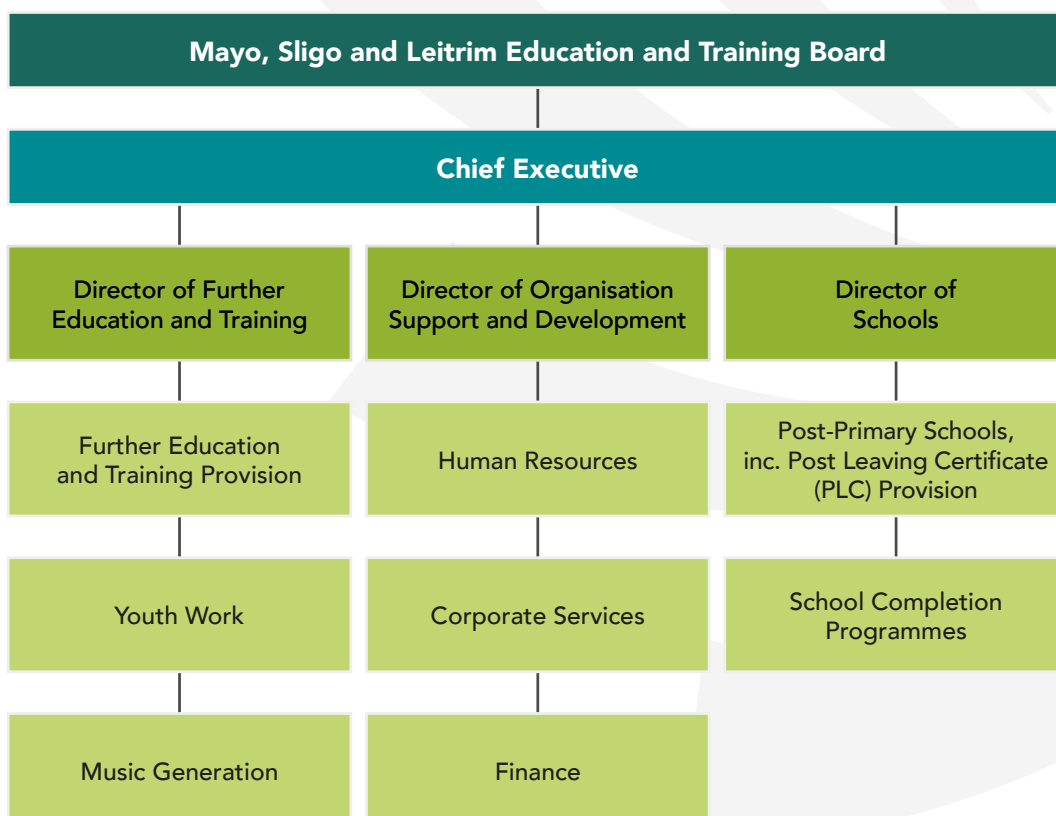 Mayo, Sligo and Leitrim Education and Training Board
Chief Executive
Director of Further
Education and Training
Director of Organisation
Support and Development
Director of
Schools
Further Education
and Training Provision
Human Resources
Post-Primary Schools,
inc. Post Leaving Certificate
(PLC) Provision
Youth Work
Corporate Services
School Completion
Programmes
Music Generation
Finance